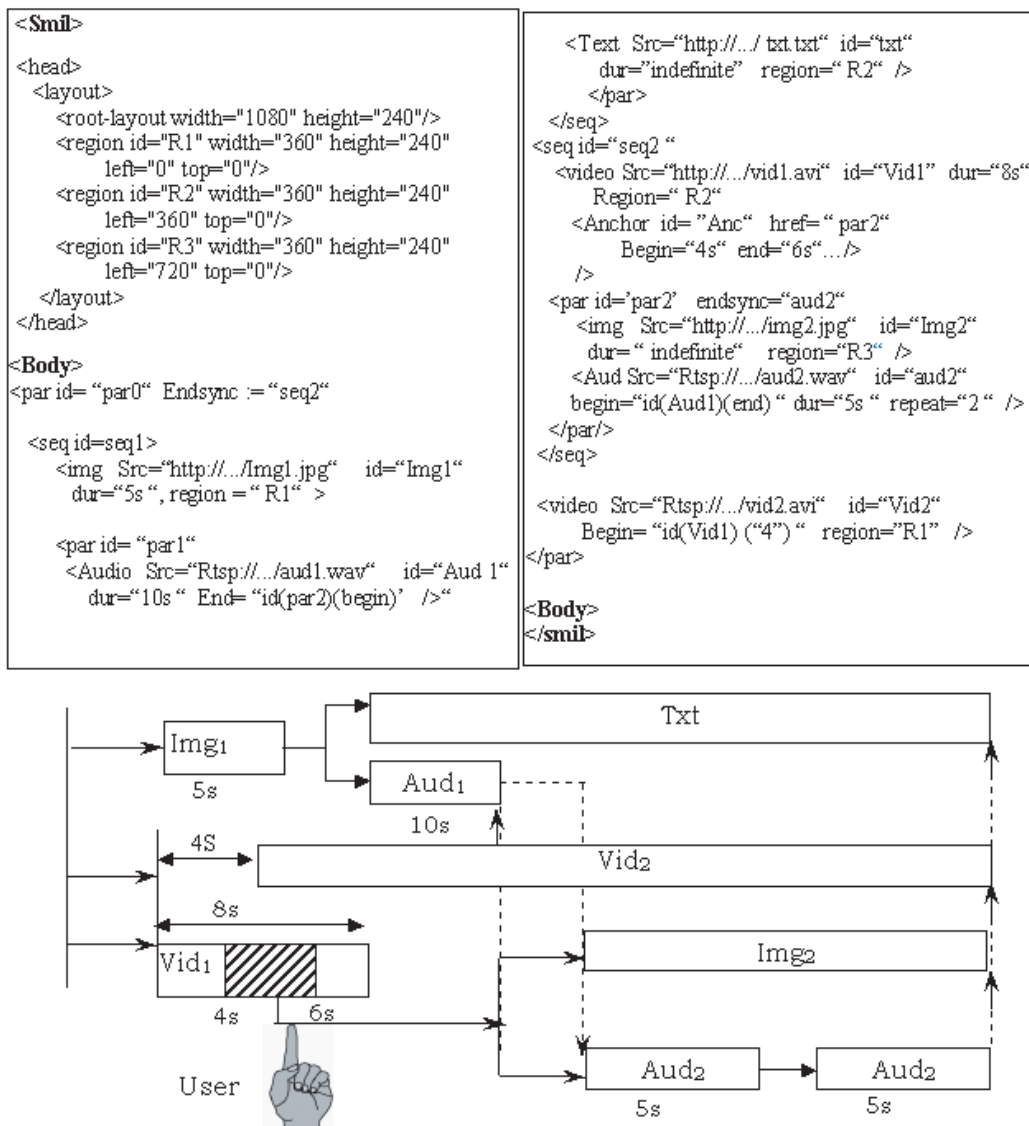 <Smil>
<head>
<layout>
<root-layout width="1080" height="240"/>
<region id="R1" width="360" height="240"
left="0" top="0"/>
<region id="R2" width="360" height="240"
left="360" top="0"/>
<region id="R3" width="360" height="240"
left="720" top="0"/>
</layout>
</head>
<Body>
<par id= “par0“ Endsync := “seq2“
<seq id=seq1>
<img Src=“http://.../Img1.jpg“ id=“Img1“
dur=“5s “, region = “ R1“ >
<par id= “par1“
<Audio Src=“Rtsp://.../aud1.wav“ id=“Aud 1“
dur=“10s “ End= “id(par2)(begin)’ />“
<Text Src=“http://.../ txt.txt“ id=“txt“
dur=”indefinite” region=“ R2“ />
</par>
</seq>
<seq id=“seq2 “
<video Src=“http://.../vid1.avi“ id=“Vid1” dur=“8s“
Region=“ R2“
<Anchor id= ”Anc“ href= “ par2“
Begin=“4s“ end=“6s“.../>
/>
<par id=‘par2’ endsync=“aud2“
<img Src=“http://.../img2.jpg“ id=“Img2“
dur= “ indefinite“ region=“R3“ />
<Aud Src=“Rtsp://.../aud2.wav“ id=“aud2“
begin=“id(Aud1)(end) “ dur=“5s “ repeat=“2 “ />
</par/>
</seq>
<video Src=“Rtsp://.../vid2.avi“ id=“Vid2“
Begin= “id(Vid1) (“4”) “ region=”R1” />
</par>
<Body>
</smil>
Txt
Img1
5s
Aud1
10s
4S
Vid2
8s
Vid1
Img2
4s 6s
User
Aud2 Aud2
5s 5s